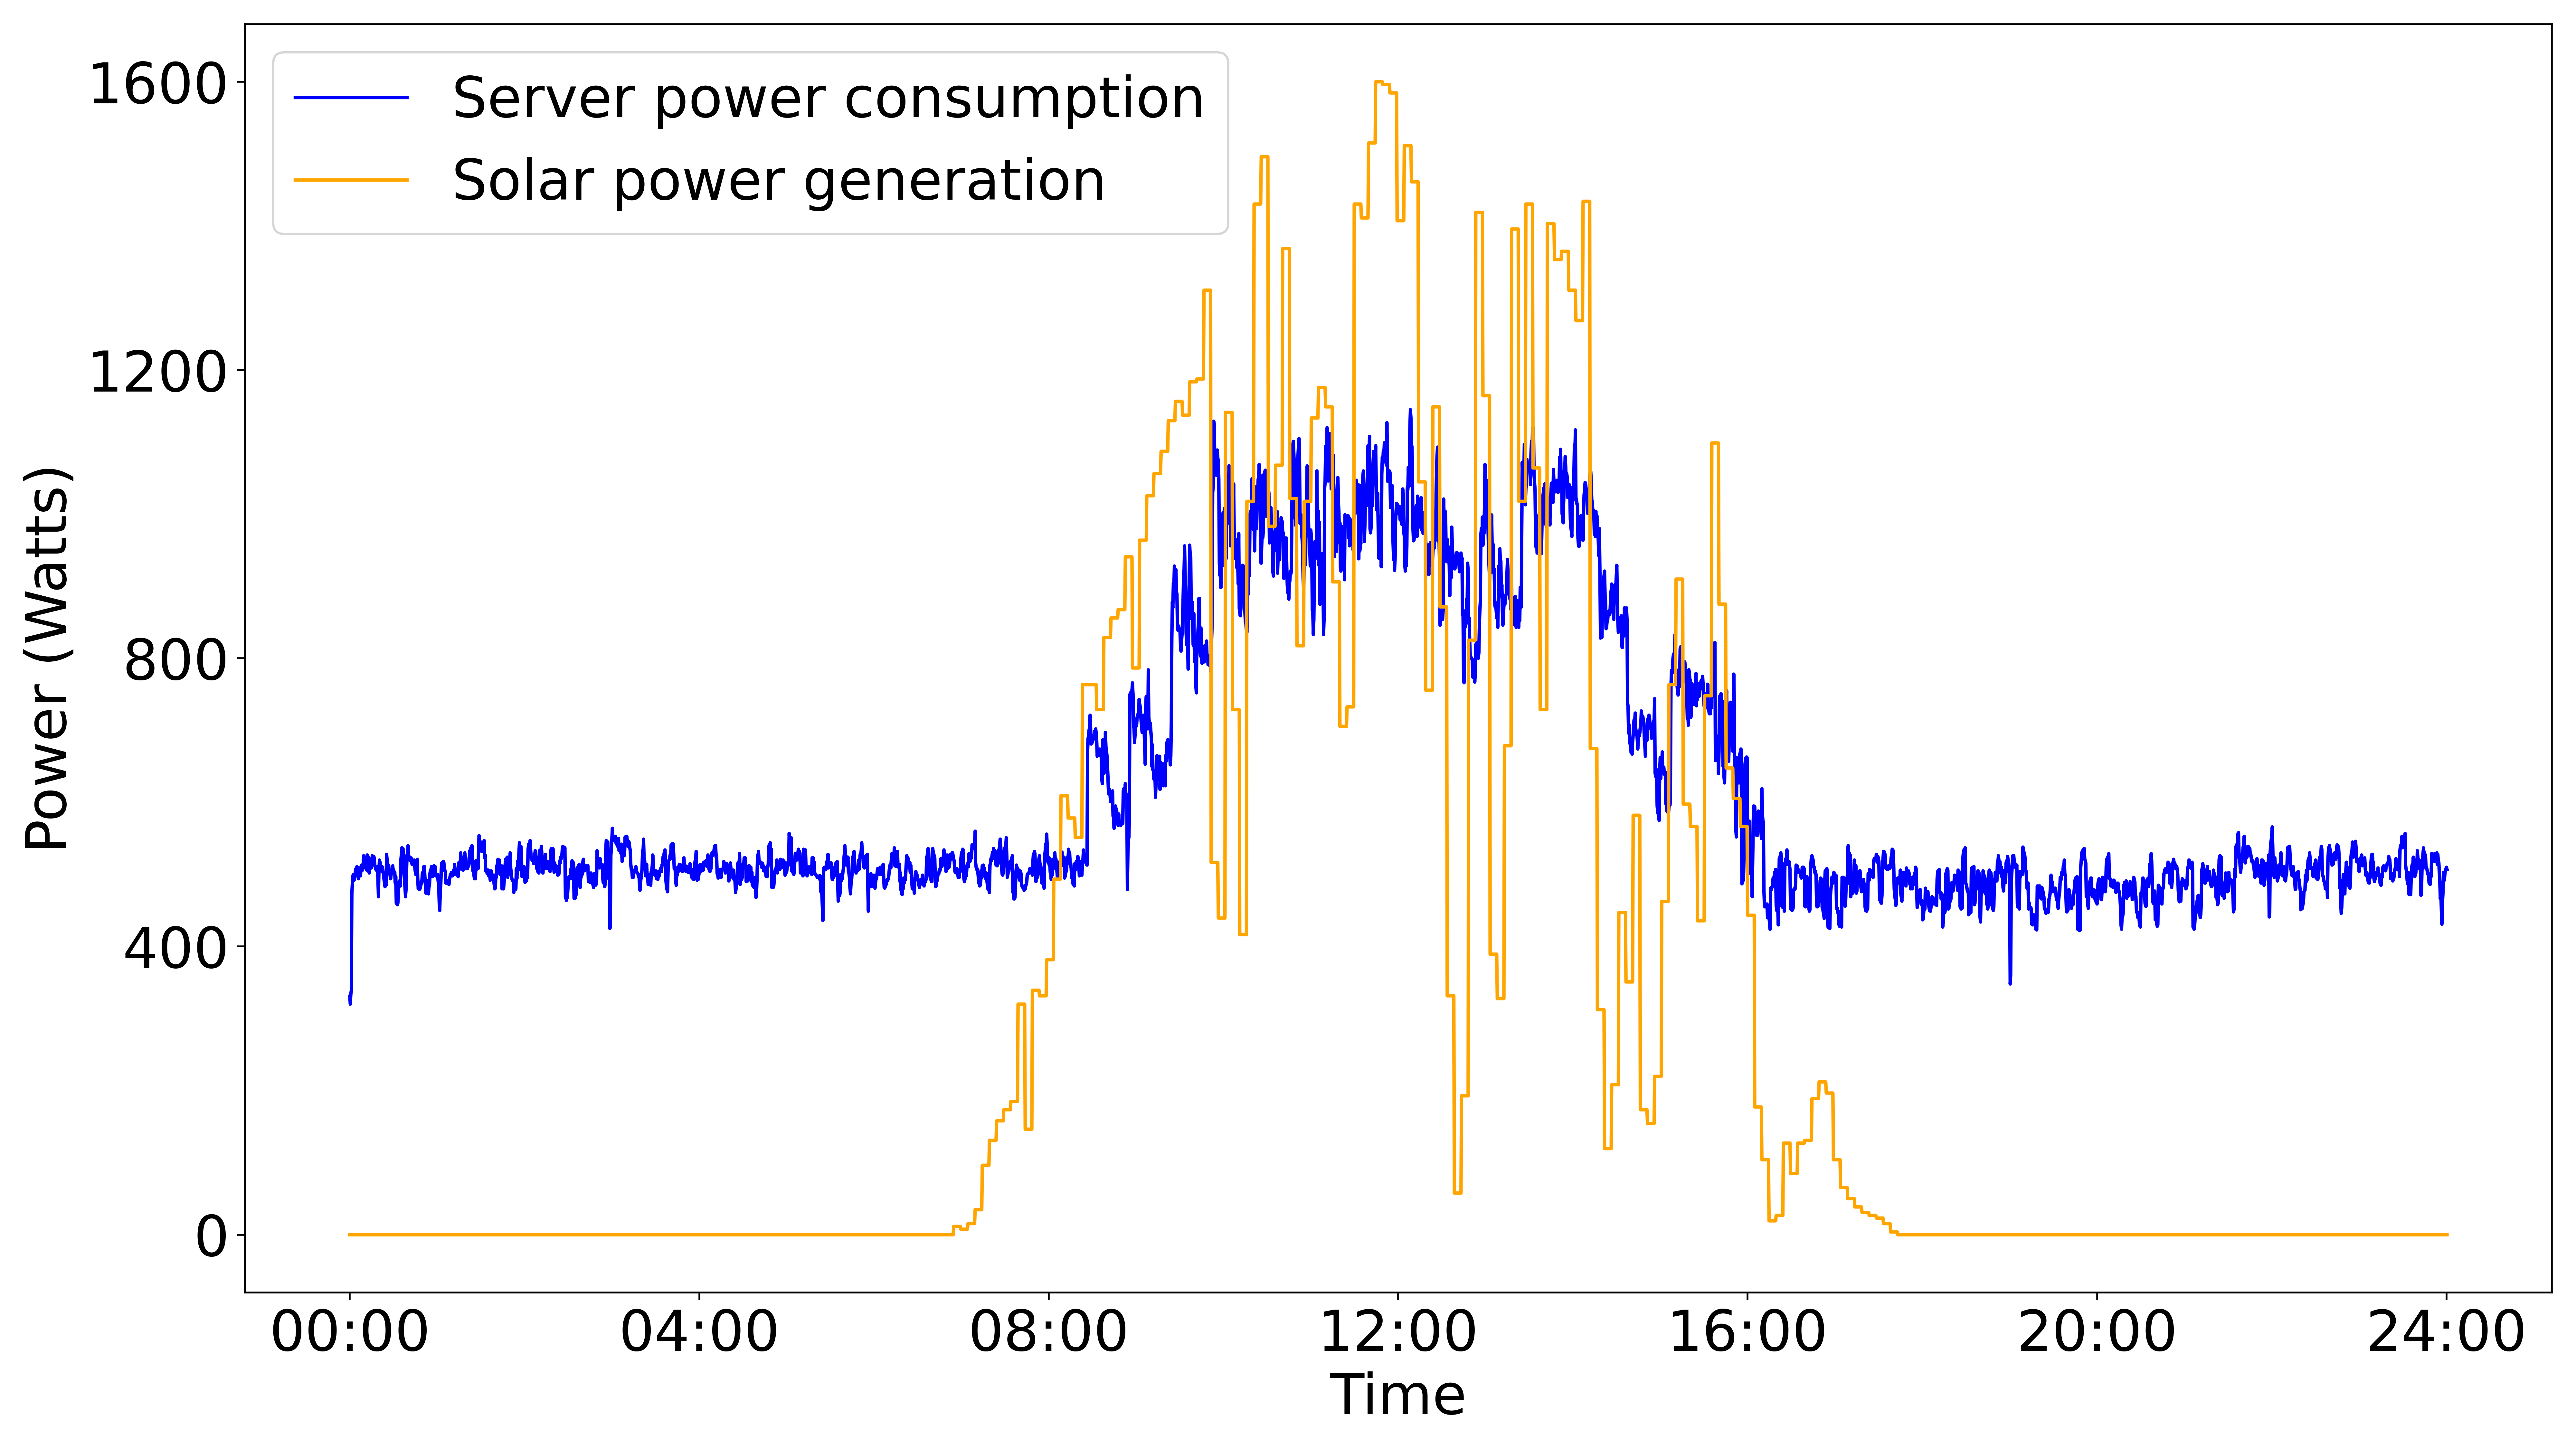 Server power consumption
Solar power generation
1600
1200
800
400
0
Power (Watts)
00:00 04:00 08:00 12:00 16:00 20:00 24:00
Time